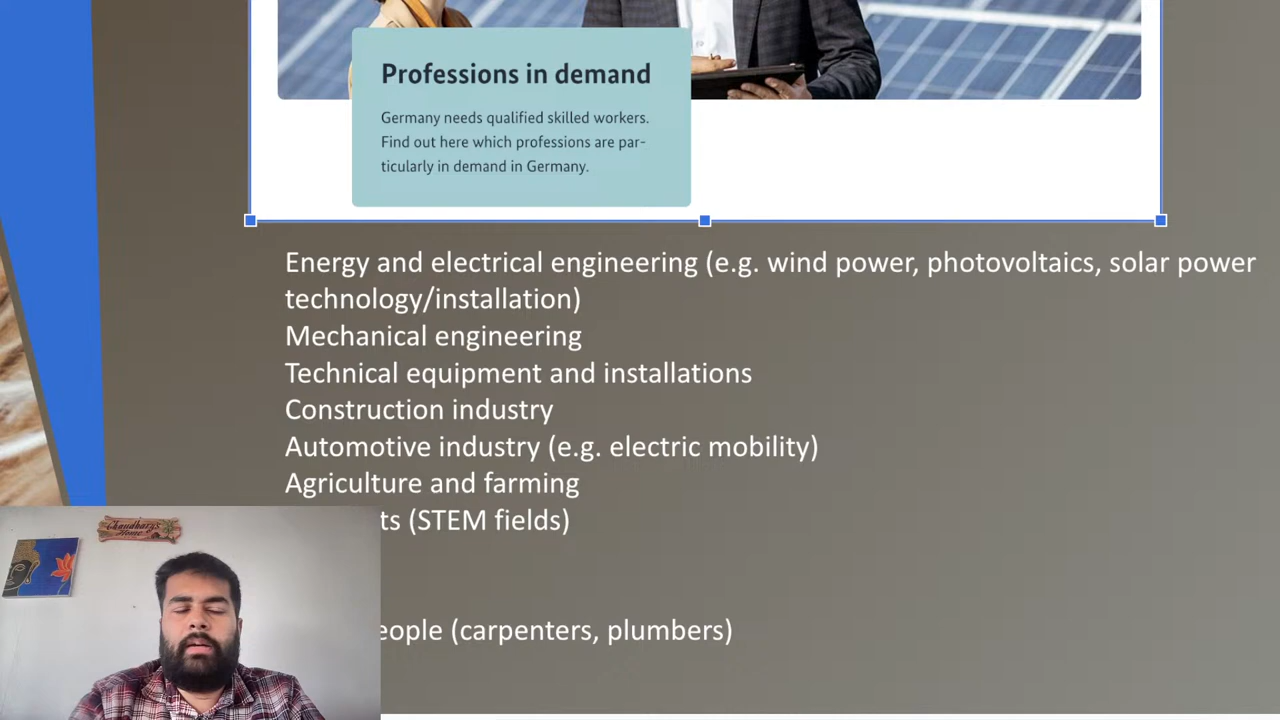 Professions in demand
Germany needs qualified skilled workers.
Find out here which professions are par-
ticularly in demand in Germany.
Energy and electrical engineering (e.g. wind power, photovoltaics, solar power
technology/installation)
Mechanical engineering
Technical equipment and installations
Construction industry
Automotive industry (e.g. electric mobility)
Agriculture and farming
(STEM fields)
(carpenters, plumbers)
Chaudhary's
Home